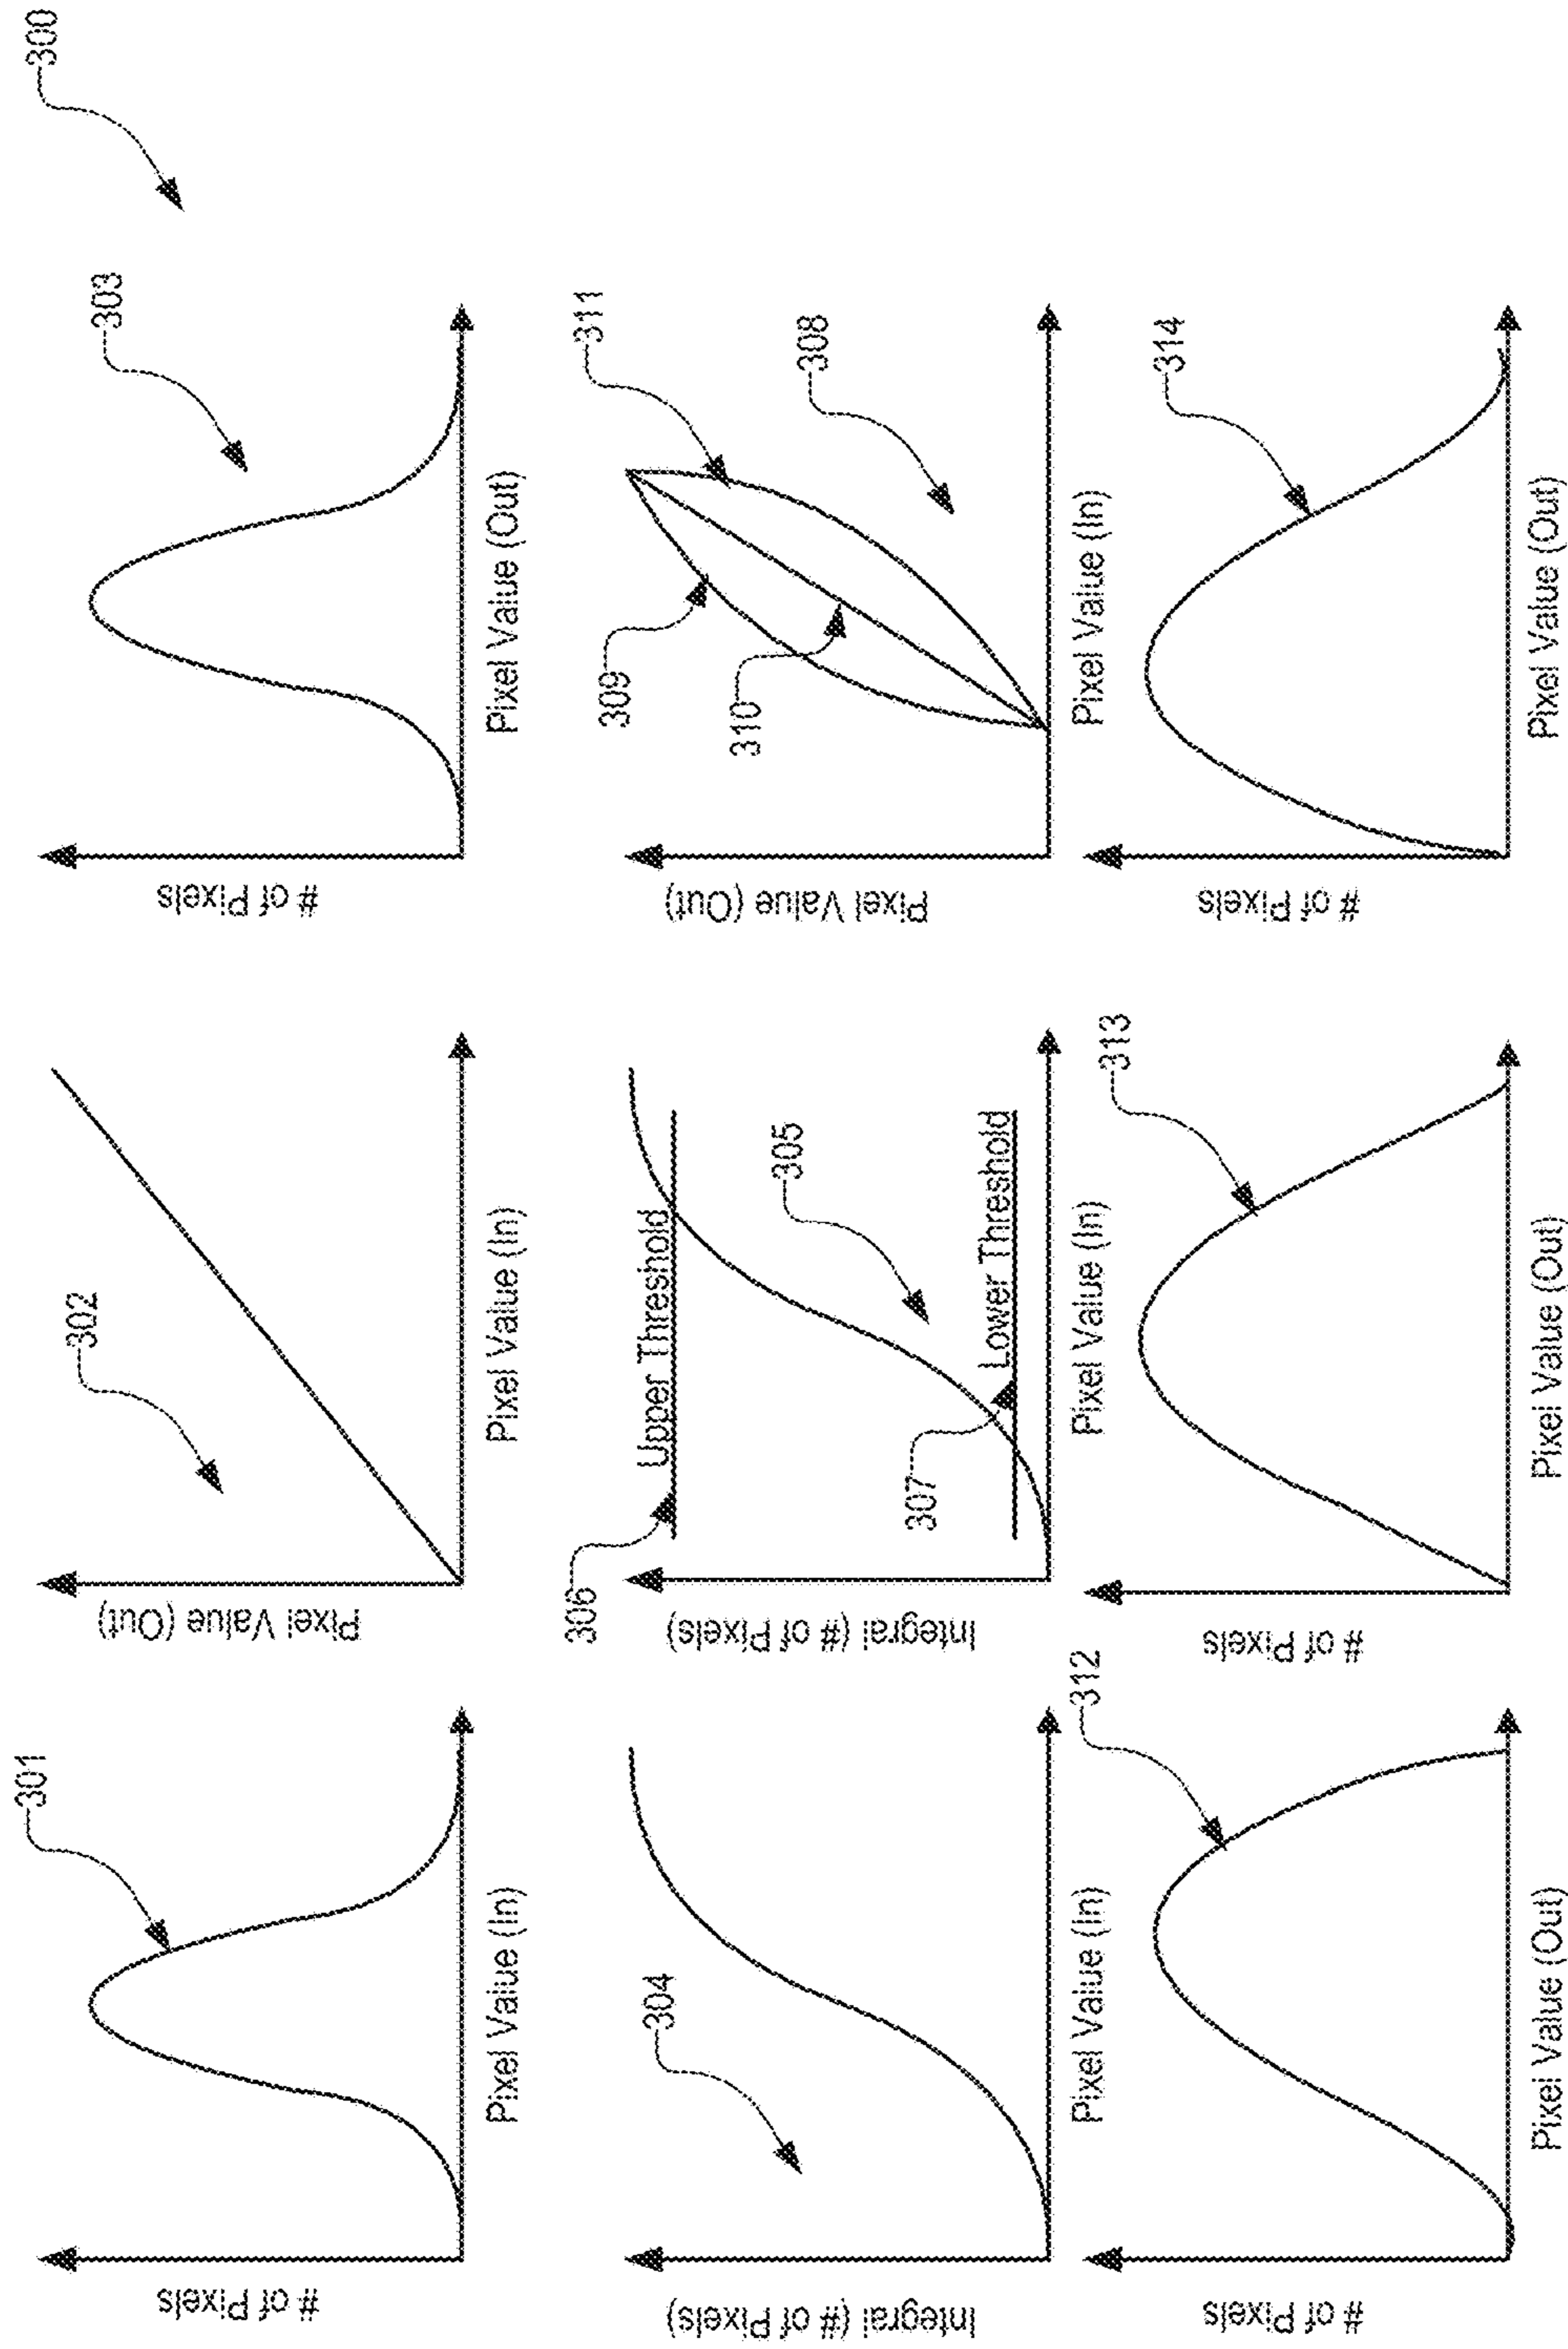 300
301
# of Pixels
Pixel Value (In)
302
Pixel Value (Out)
Pixel Value (In)
303
# of Pixels
Pixel Value (Out)
304
Integral (# of Pixels)
Pixel Value (In)
306
Upper Threshold
305
307
Lower Threshold
Integral (# of Pixels)
Pixel Value (In)
309
310
311
308
Pixel Value (Out)
Pixel Value (In)
312
# of Pixels
Pixel Value (Out)
313
# of Pixels
Pixel Value (Out)
314
# of Pixels
Pixel Value (Out)